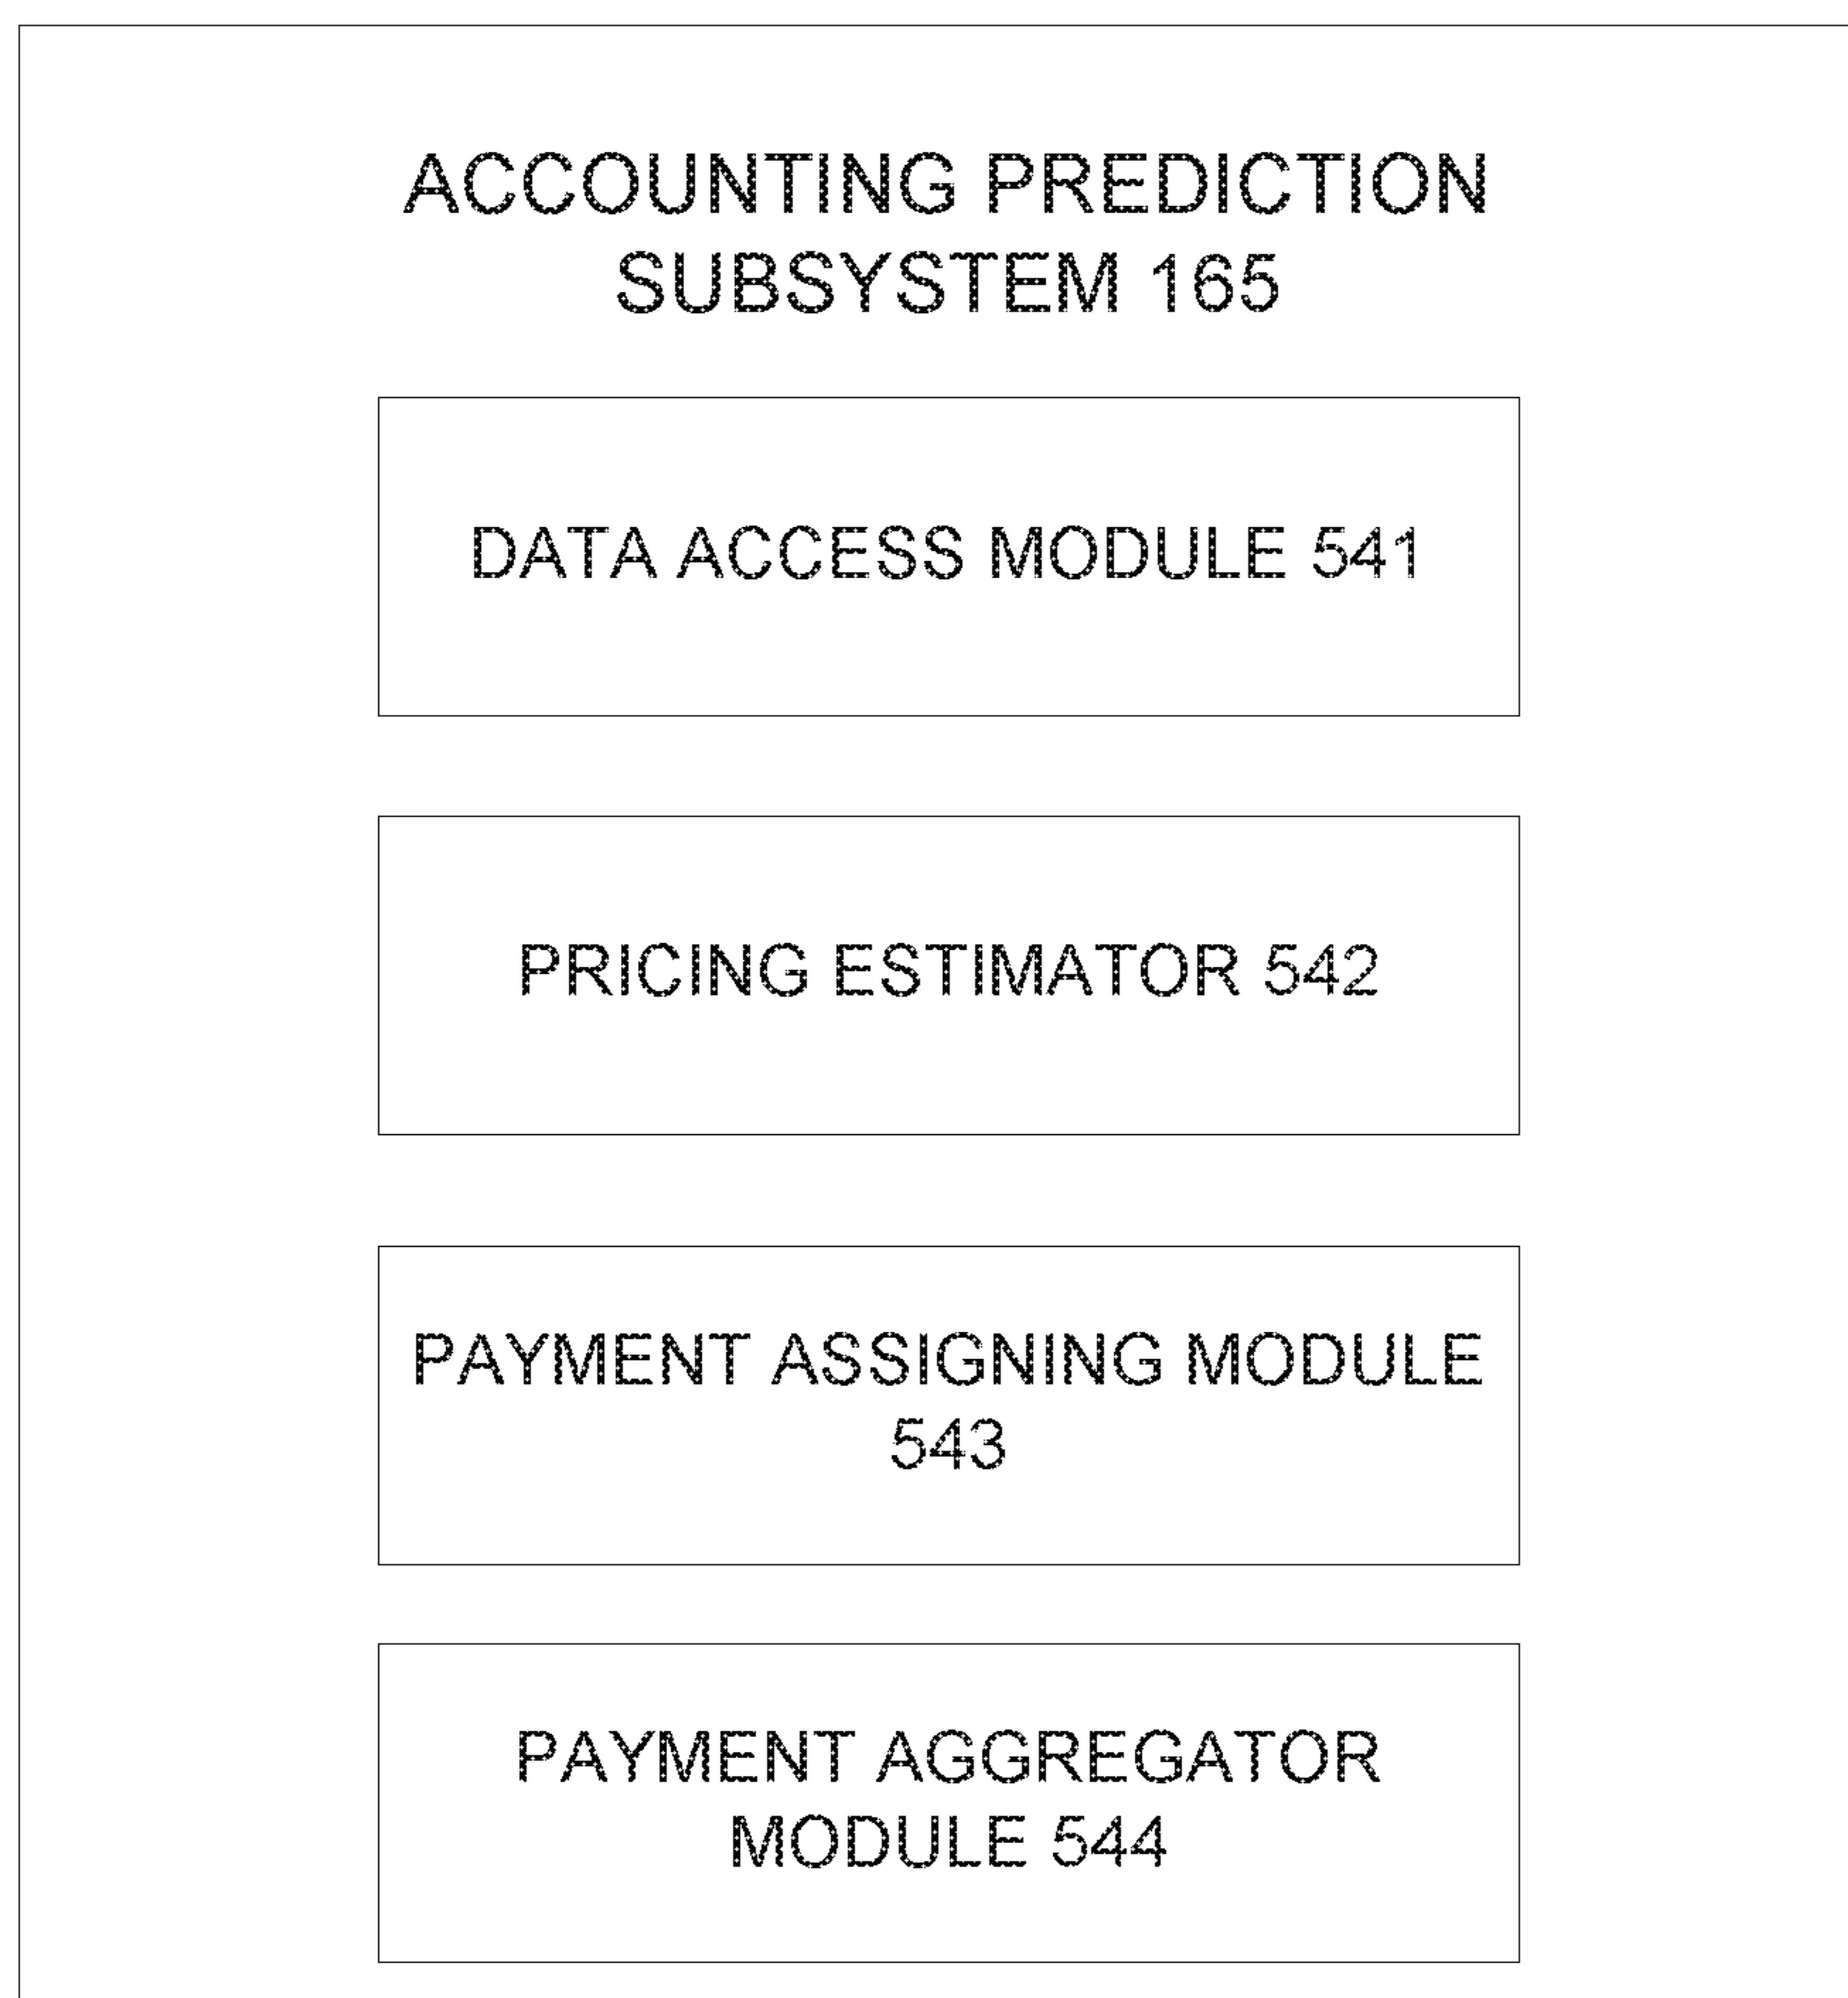 ACCOUNTING PREDICTION
SUBSYSTEM 165
DATA ACCESS MODULE 541
PRICING ESTIMATOR 542
PAYMENT ASSIGNING MODULE
543
PAYMENT AGGREGATOR
MODULE 544